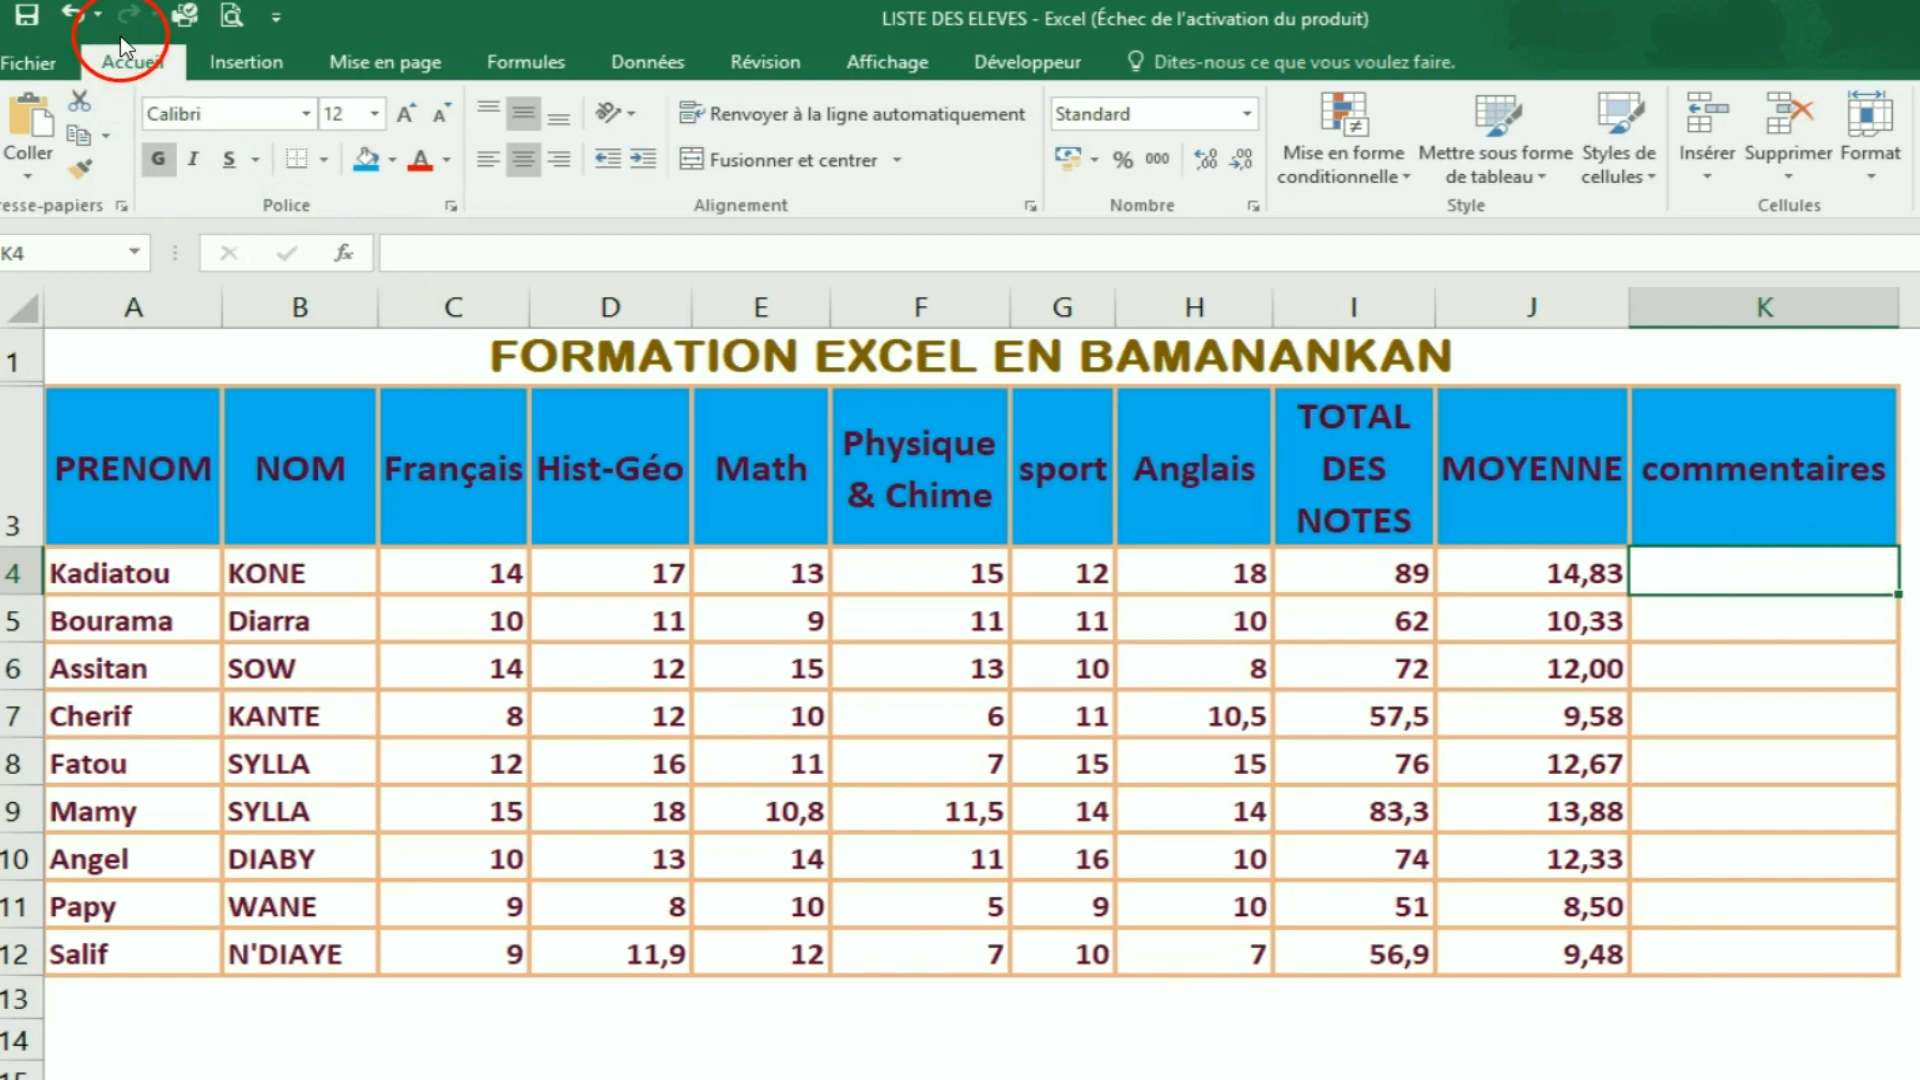 LISTE DES ELEVES - Excel (Échec de l'activation du produit)
Fichier Accueil Insertion Mise en page Formules Données Révision Affichage Développeur Dites-nous ce que vous voulez faire.
Calibri 12 Renvoyer à la ligne automatiquement Standard
Coller G I S A Fusionner et centrer % 000 Mise en forme conditionnelle Mettre sous forme de tableau Styles de cellules Insérer Supprimer Format
esse-papiers Police Alignement Nombre Style Cellules
K4 fx
A B C D E F G H I J K
1 FORMATION EXCEL EN BAMANANKAN
3 PRENOM NOM Français Hist-Géo Math Physique & Chime sport Anglais TOTAL DES NOTES MOYENNE commentaires
4 Kadiatou KONE 14 17 13 15 12 18 89 14,83
5 Bourama Diarra 10 11 9 11 11 10 62 10,33
6 Assitan SOW 14 12 15 13 10 8 72 12,00
7 Cherif KANTE 8 12 10 6 11 10,5 57,5 9,58
8 Fatou SYLLA 12 16 11 7 15 15 76 12,67
9 Mamy SYLLA 15 18 10,8 11,5 14 14 83,3 13,88
10 Angel DIABY 10 13 14 11 16 10 74 12,33
11 Papy WANE 9 8 10 5 9 10 51 8,50
12 Salif N'DIAYE 9 11,9 12 7 10 7 56,9 9,48
13
14